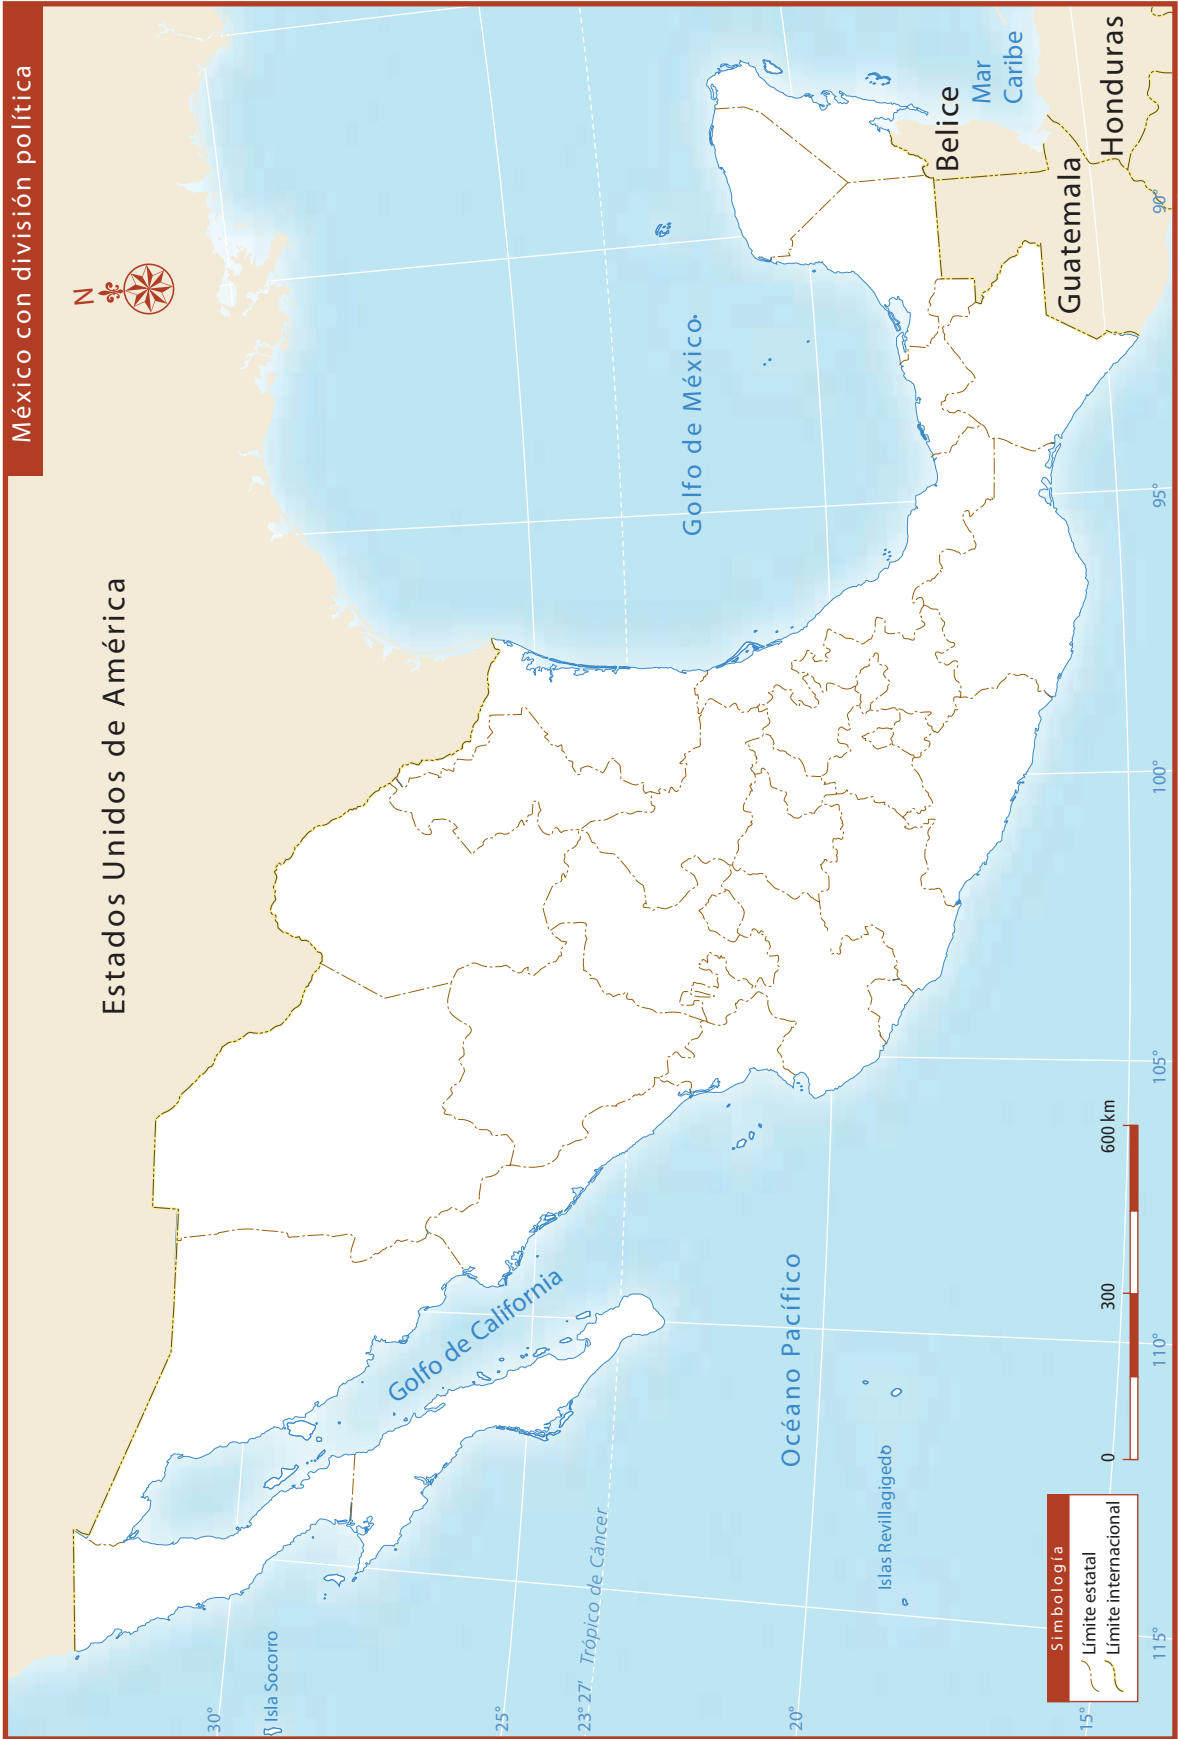 México con división política
N
Estados Unidos de América
Golfo de México
Mar
Caribe
Belice
Guatemala
Honduras
Golfo de California
Océano Pacífico
Islas Revillagigedo
Isla Socorro
Trópico de Cáncer
30°
25°
23° 27'
20°
15°
115°
110°
105°
100°
95°
90°
0
300
600 km
Simbología
Límite estatal
Límite internacional